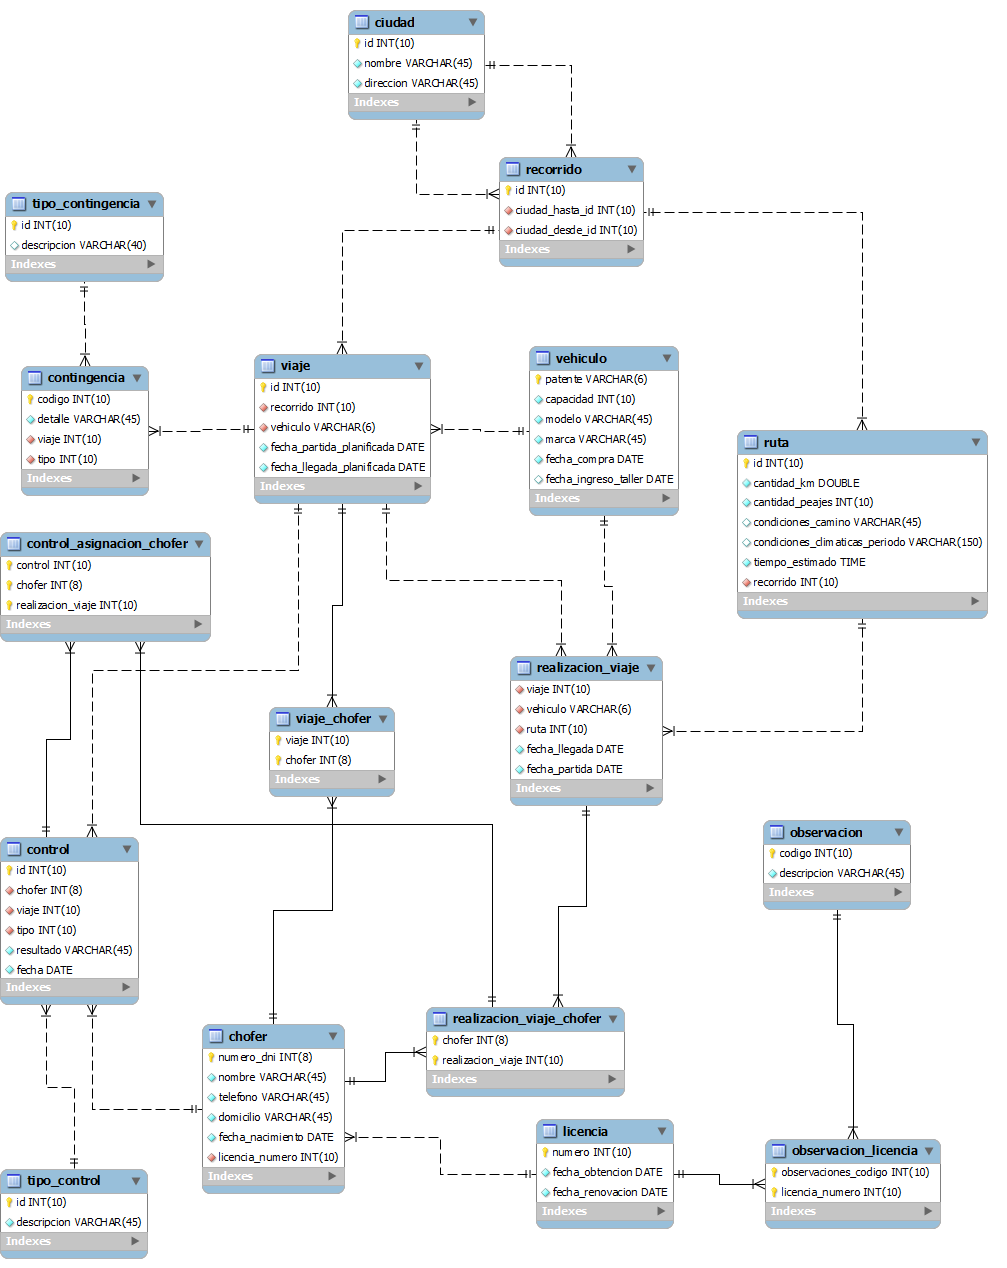 ciudad
id INT(10)
nombre VARCHAR(45)
direccion VARCHAR(45)
Indexes
recorrido
id INT(10)
ciudad_hasta_id INT(10)
ciudad_desde_id INT(10)
Indexes
tipo_contingencia
id INT(10)
descripcion VARCHAR(40)
Indexes
contingencia
codigo INT(10)
detalle VARCHAR(45)
viaje INT(10)
tipo INT(10)
Indexes
viaje
id INT(10)
recorrido INT(10)
vehiculo VARCHAR(6)
fecha_partida_planificada DATE
fecha_llegada_planificada DATE
Indexes
vehiculo
patente VARCHAR(6)
capacidad INT(10)
modelo VARCHAR(45)
marca VARCHAR(45)
fecha_compra DATE
fecha_ingreso_taller DATE
Indexes
ruta
id INT(10)
cantidad_km DOUBLE
cantidad_peajes INT(10)
condiciones_camino VARCHAR(45)
condiciones_climaticas_periodo VARCHAR(150)
tiempo_estimado TIME
recorrido INT(10)
Indexes
control_asignacion_chofer
control INT(10)
chofer INT(8)
realizacion_viaje INT(10)
Indexes
realizacion_viaje
viaje INT(10)
vehiculo VARCHAR(6)
ruta INT(10)
fecha_llegada DATE
fecha_partida DATE
Indexes
viaje_chofer
viaje INT(10)
chofer INT(8)
Indexes
control
id INT(10)
chofer INT(8)
viaje INT(10)
tipo INT(10)
resultado VARCHAR(45)
fecha DATE
Indexes
observacion
codigo INT(10)
descripcion VARCHAR(45)
Indexes
realizacion_viaje_chofer
chofer INT(8)
realizacion_viaje INT(10)
Indexes
chofer
numero_dni INT(8)
nombre VARCHAR(45)
telefono VARCHAR(45)
domicilio VARCHAR(45)
fecha_nacimiento DATE
licencia_numero INT(10)
Indexes
licencia
numero INT(10)
fecha_obtencion DATE
fecha_renovacion DATE
Indexes
observacion_licencia
observaciones_codigo INT(10)
licencia_numero INT(10)
Indexes
tipo_control
id INT(10)
descripcion VARCHAR(45)
Indexes